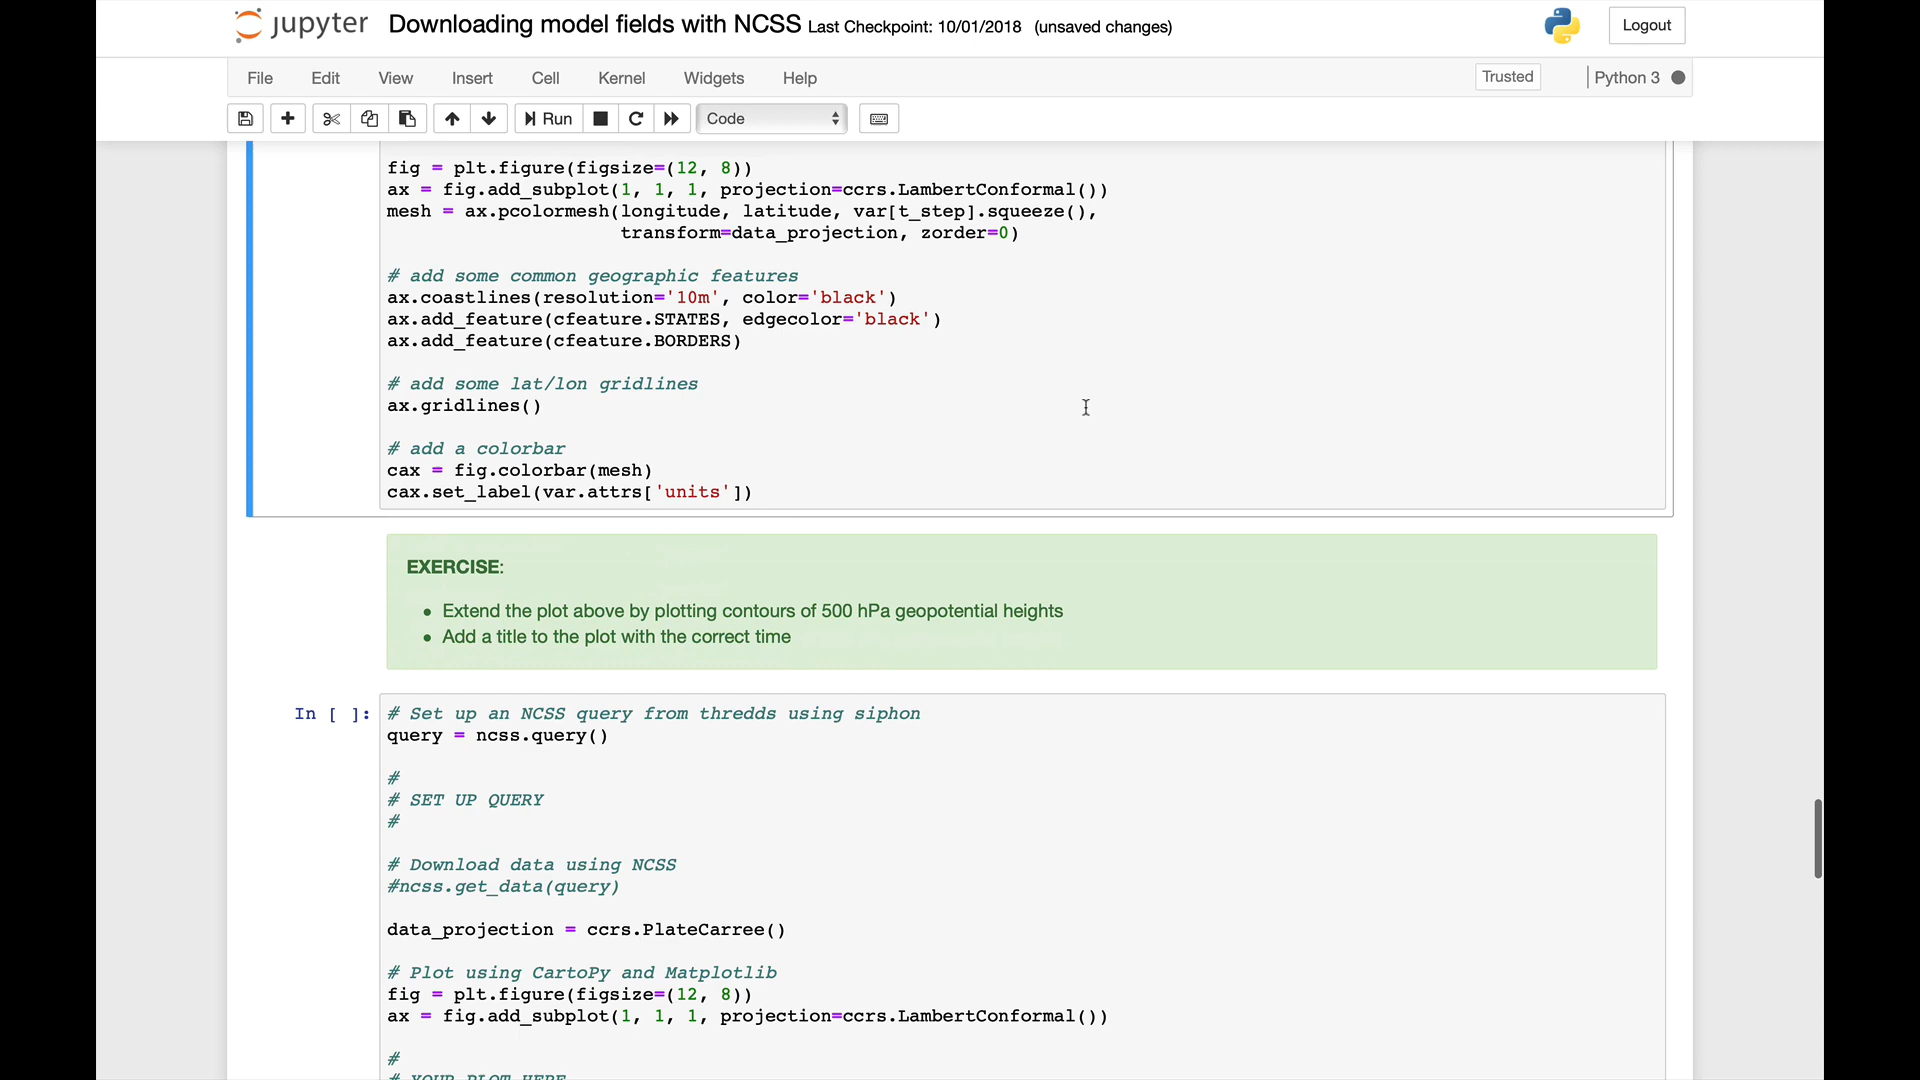 jupyter Downloading model fields with NCSS Last Checkpoint: 10/01/2018 (unsaved changes) Logout
File Edit View Insert Cell Kernel Widgets Help Trusted Python 3
Run Code
fig = plt.figure(figsize=(12, 8))
ax = fig.add_subplot(1, 1, 1, projection=ccrs.LambertConformal())
mesh = ax.pcolormesh(longitude, latitude, var[t_step].squeeze(),
transform=data_projection, zorder=0)
# add some common geographic features
ax.coastlines(resolution='10m', color='black')
ax.add_feature(cfeature.STATES, edgecolor='black')
ax.add_feature(cfeature.BORDERS)
# add some lat/lon gridlines
ax.gridlines()
# add a colorbar
cax = fig.colorbar(mesh)
cax.set_label(var.attrs['units'])
EXERCISE:
• Extend the plot above by plotting contours of 500 hPa geopotential heights
• Add a title to the plot with the correct time
In [ ]: # Set up an NCSS query from thredds using siphon
query = ncss.query()
#
# SET UP QUERY
#
# Download data using NCSS
#ncss.get_data(query)
data_projection = ccrs.PlateCarree()
# Plot using CartoPy and Matplotlib
fig = plt.figure(figsize=(12, 8))
ax = fig.add_subplot(1, 1, 1, projection=ccrs.LambertConformal())
#
# YOUR PLOT HERE